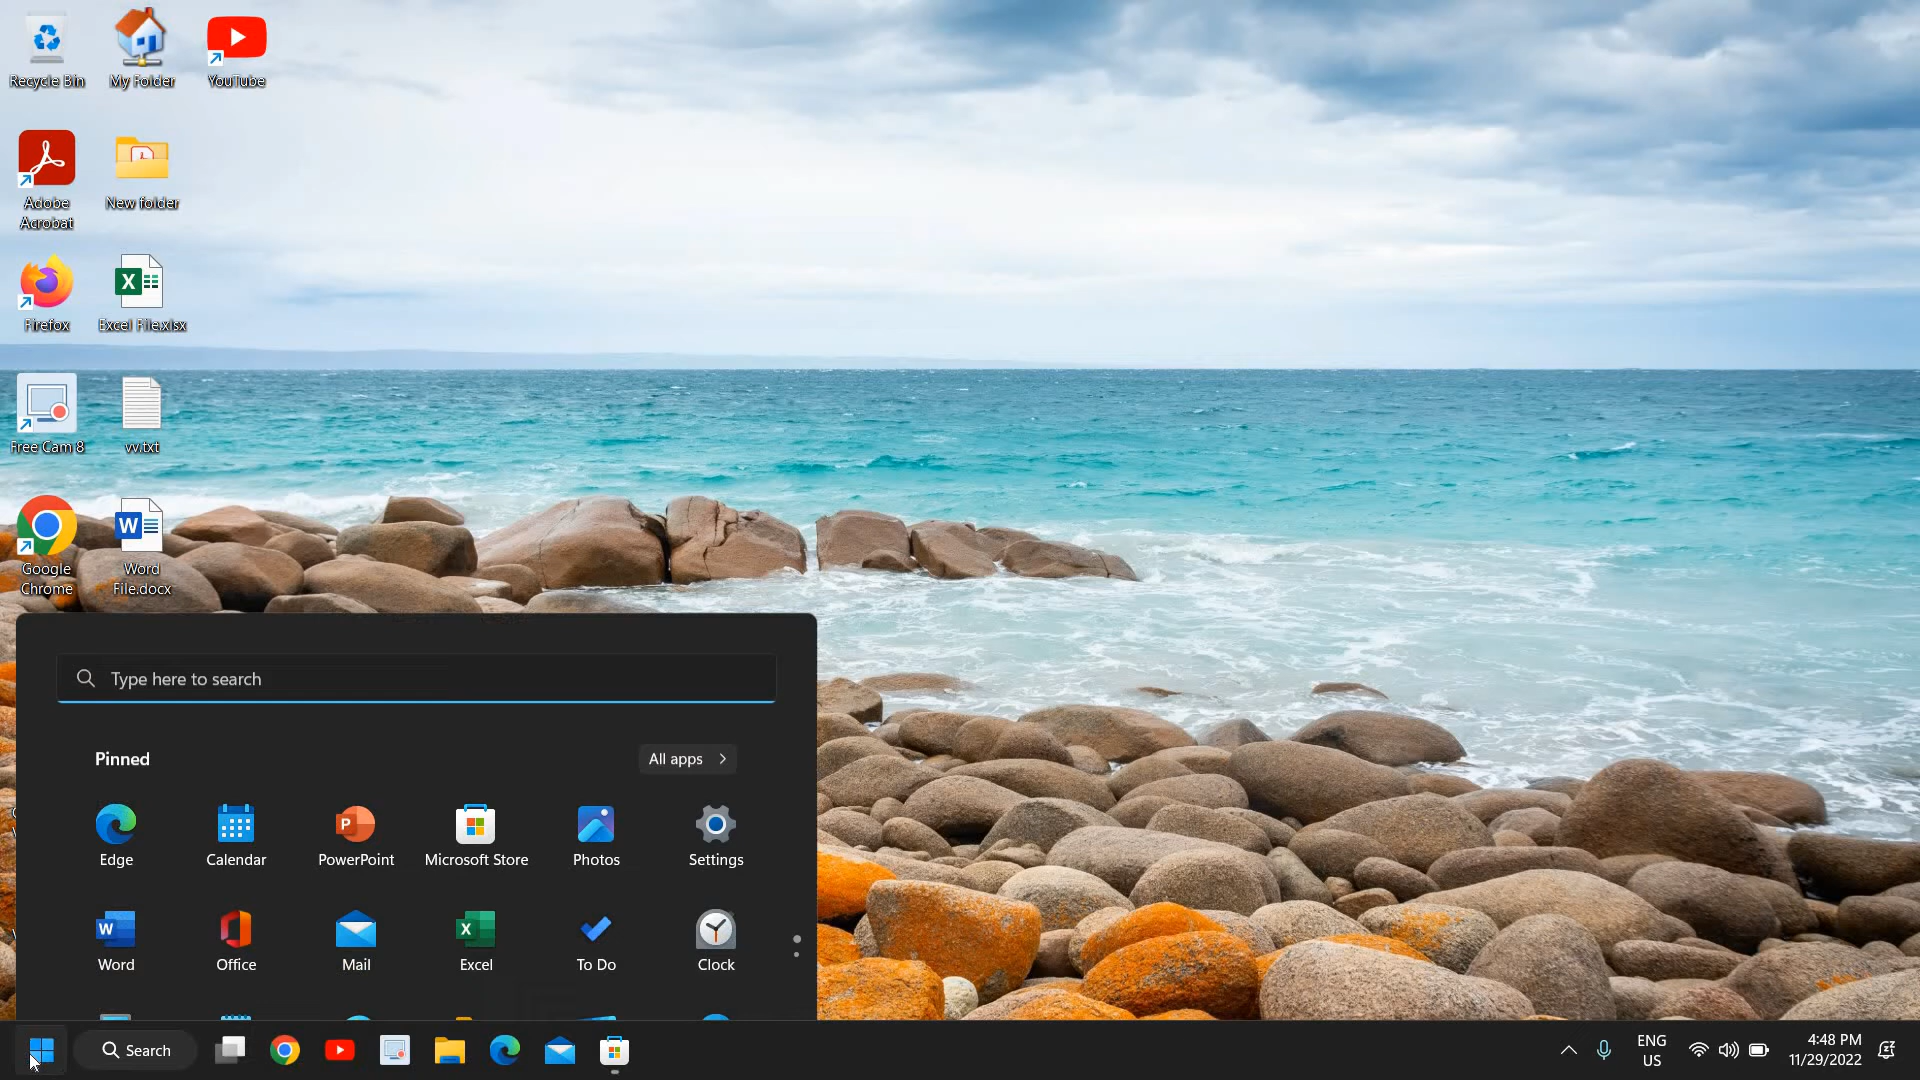 Recycle Bin
My Folder
YouTube
Adobe
Acrobat
New folder
Firefox
Excel File.xlsx
Free Cam 8
vv.txt
Google
Chrome
Word
File.docx
Type here to search
Pinned
All apps
Edge
Calendar
PowerPoint
Microsoft Store
Photos
Settings
Word
Office
Mail
Excel
To Do
Clock
Search
ENG
US
4:48 PM
11/29/2022